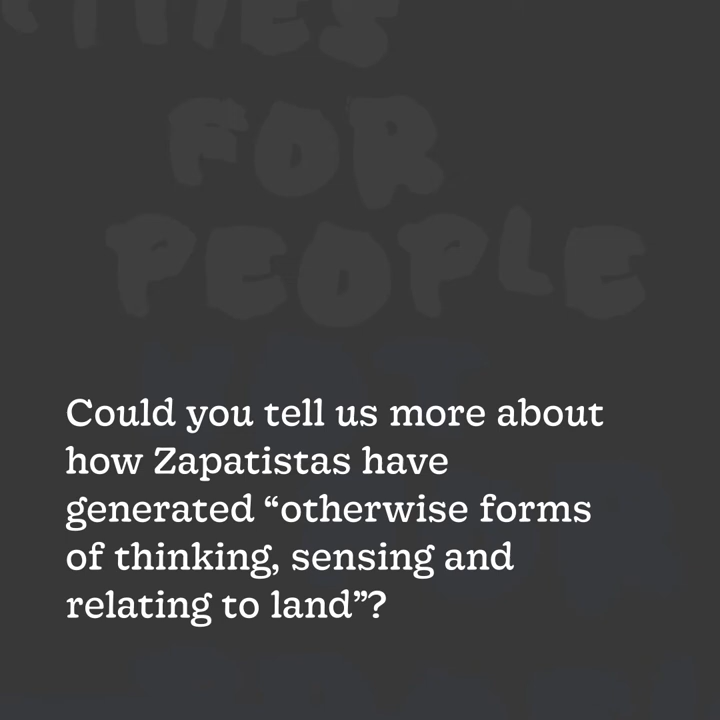 FOR
PEOPLE
Could you tell us more about
how Zapatistas have
generated “otherwise forms
of thinking, sensing and
relating to land”?